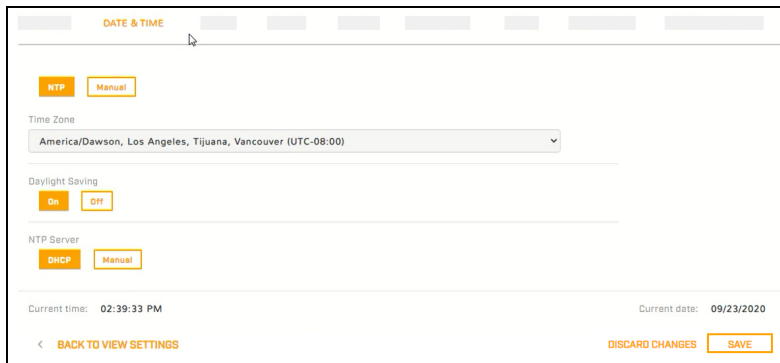 DATE & TIME
NTP Manual
Time Zone
America/Dawson, Los Angeles, Tijuana, Vancouver (UTC-08:00)
Daylight Saving
On Off
NTP Server
DHCP Manual
Current time: 02:39:33 PM Current date: 09/23/2020
< BACK TO VIEW SETTINGS DISCARD CHANGES SAVE